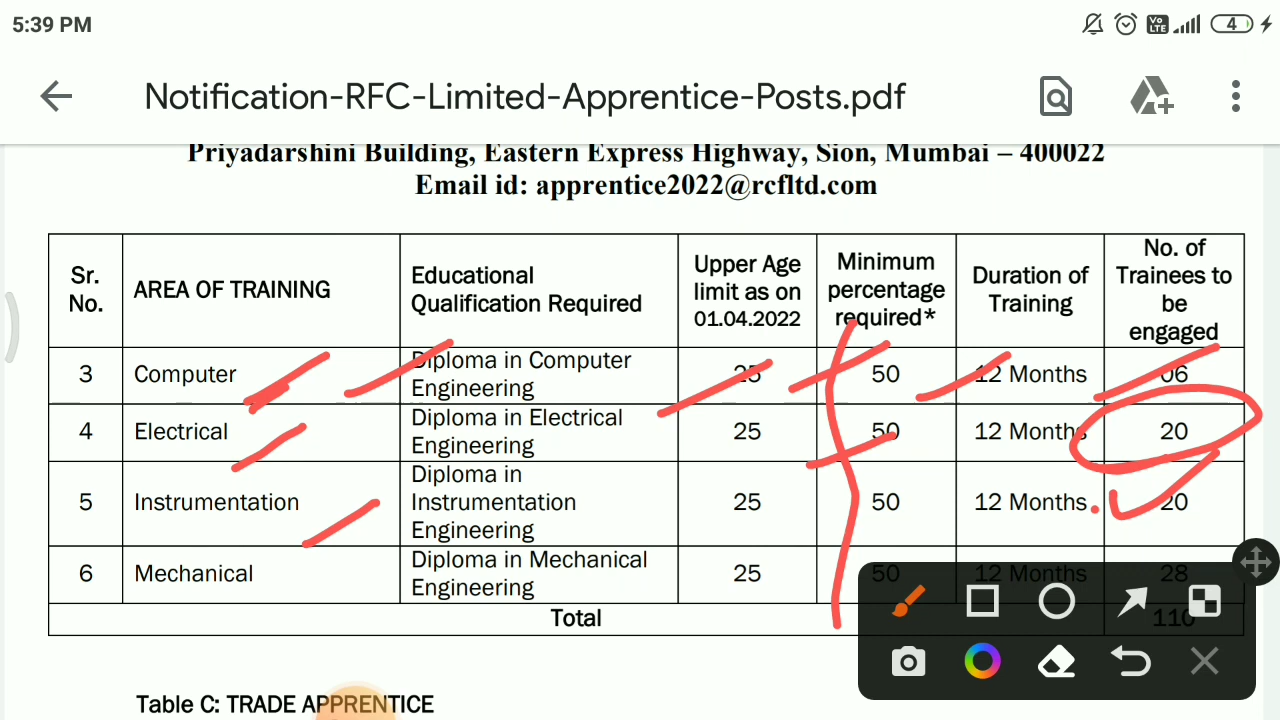 5:39 PM
Vo LTE
4
Notification-RFC-Limited-Apprentice-Posts.pdf
Priyadarshini Building, Eastern Express Highway, Sion, Mumbai – 400022
Email id: apprentice2022@rcfltd.com
Sr. No. AREA OF TRAINING Educational Qualification Required Upper Age limit as on 01.04.2022 Minimum percentage required* Duration of Training No. of Trainees to be engaged
3 Computer Diploma in Computer Engineering 25 50 12 Months 06
4 Electrical Diploma in Electrical Engineering 25 50 12 Months 20
5 Instrumentation Diploma in Instrumentation Engineering 25 50 12 Months 20
6 Mechanical Diploma in Mechanical Engineering 25 50 12 Months 28
Total 110
Table C: TRADE APPRENTICE